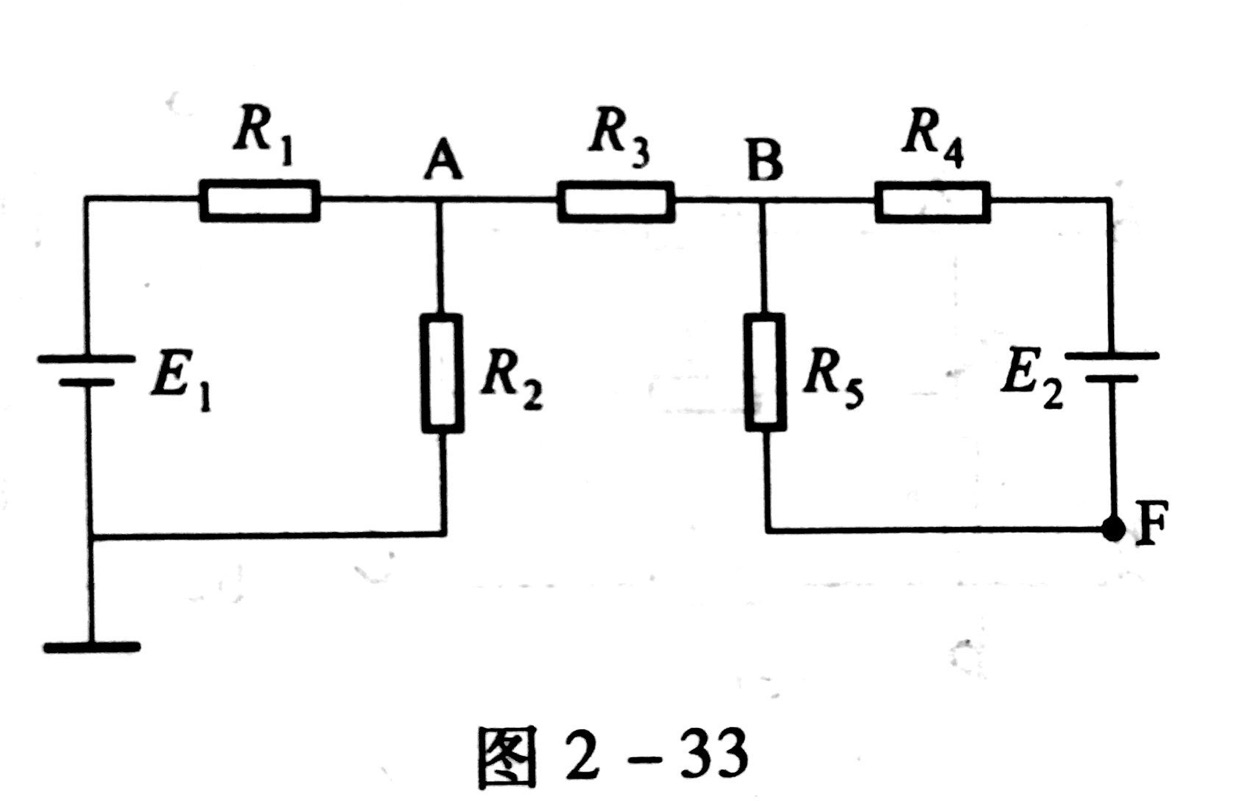 R₁ A R₃ B R₄
E₁ R₂ R₅ E₂
F
图 2-33